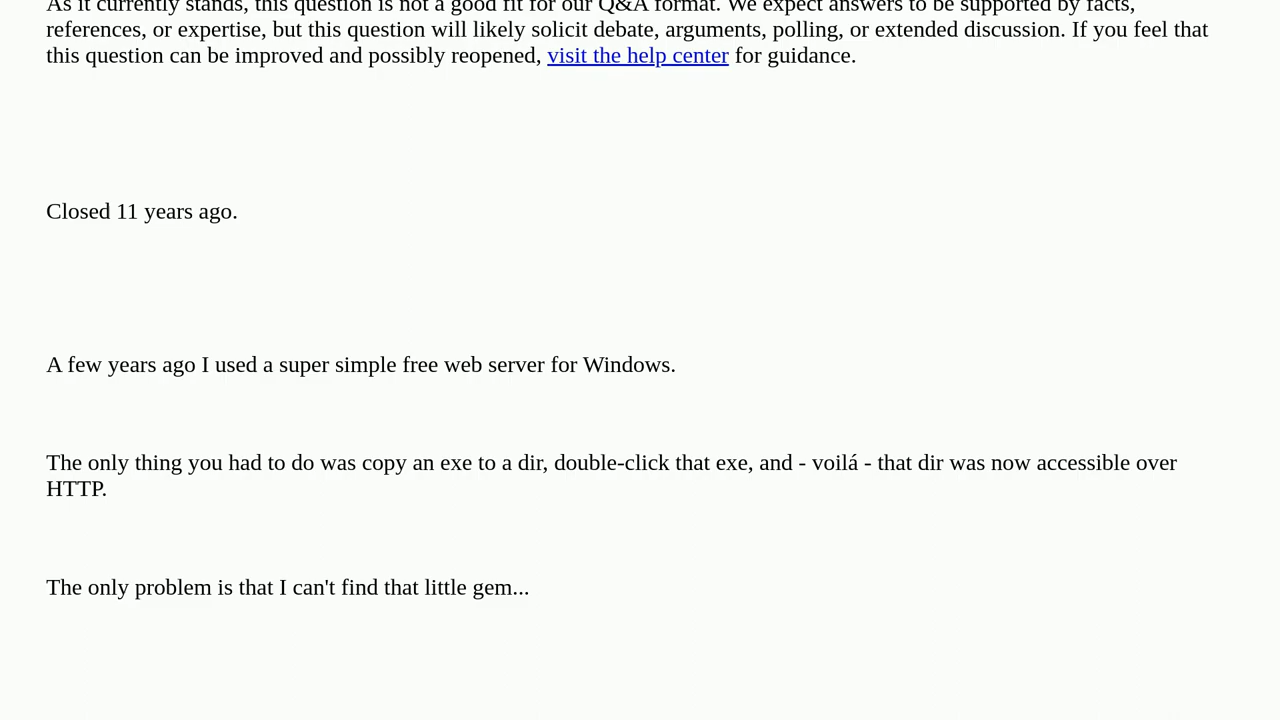 As it currently stands, this question is not a good fit for our Q&A format. We expect answers to be supported by facts,
references, or expertise, but this question will likely solicit debate, arguments, polling, or extended discussion. If you feel that
this question can be improved and possibly reopened, visit the help center for guidance.
Closed 11 years ago.
A few years ago I used a super simple free web server for Windows.
The only thing you had to do was copy an exe to a dir, double-click that exe, and - voilá - that dir was now accessible over
HTTP.
The only problem is that I can't find that little gem...